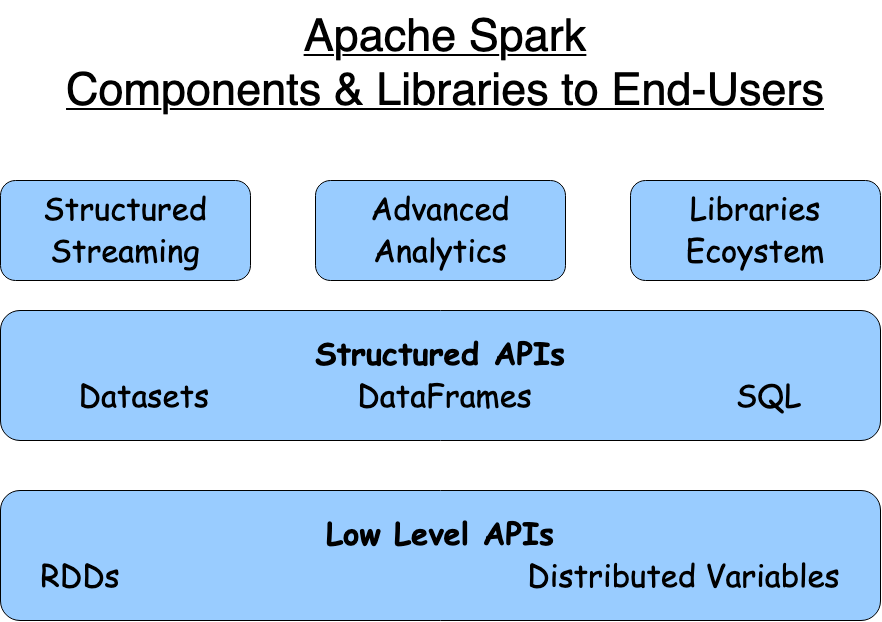 Apache Spark
Components & Libraries to End-Users
Structured
Streaming
Advanced
Analytics
Libraries
Ecoystem
Structured APIs
Datasets DataFrames SQL
Low Level APIs
RDDs Distributed Variables